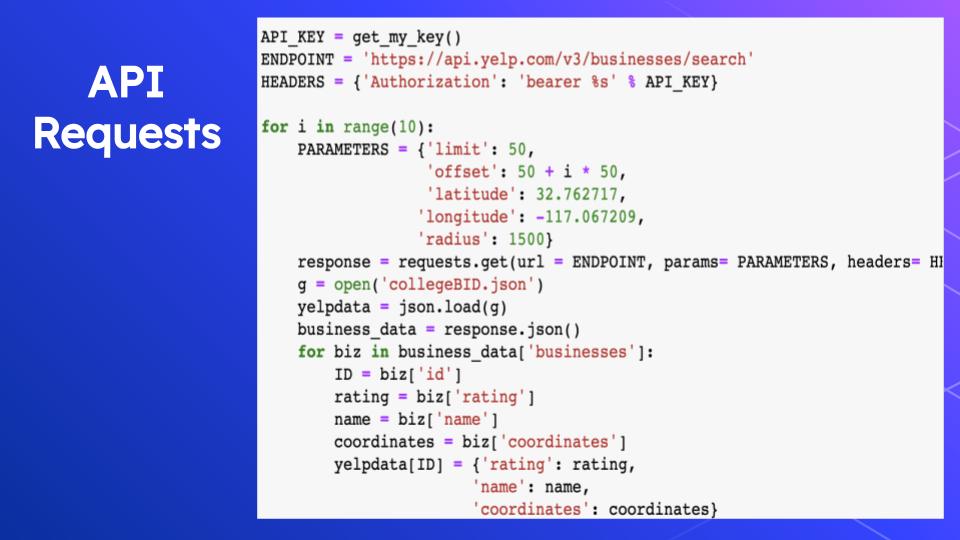 API
Requests
API_KEY = get_my_key()
ENDPOINT = 'https://api.yelp.com/v3/businesses/search'
HEADERS = {'Authorization': 'bearer %s' % API_KEY}
for i in range(10):
    PARAMETERS = {'limit': 50,
                  'offset': 50 + i * 50,
                  'latitude': 32.762717,
                 'longitude': -117.067209,
                 'radius': 1500}
    response = requests.get(url = ENDPOINT, params= PARAMETERS, headers=
    g = open('collegeBID.json')
    yelpdata = json.load(g)
    business_data = response.json()
    for biz in business_data['businesses']:
        ID = biz['id']
        rating = biz['rating']
        name = biz['name']
        coordinates = biz['coordinates']
        yelpdata[ID] = {'rating': rating,
                       'name': name,
                       'coordinates': coordinates}